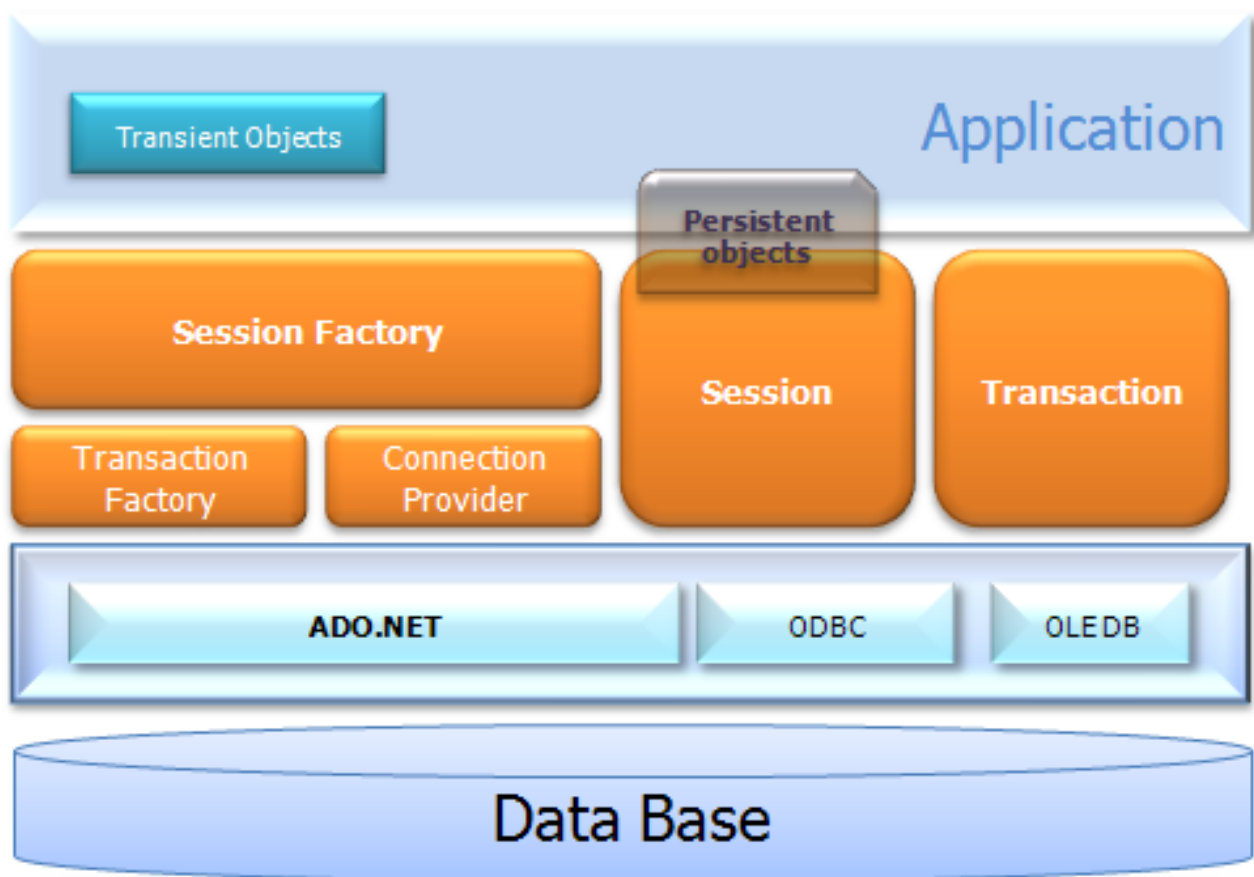 Application
Transient Objects
Persistent
objects
Session Factory
Session
Transaction
Transaction
Factory
Connection
Provider
ADO.NET
ODBC
OLEDB
Data Base